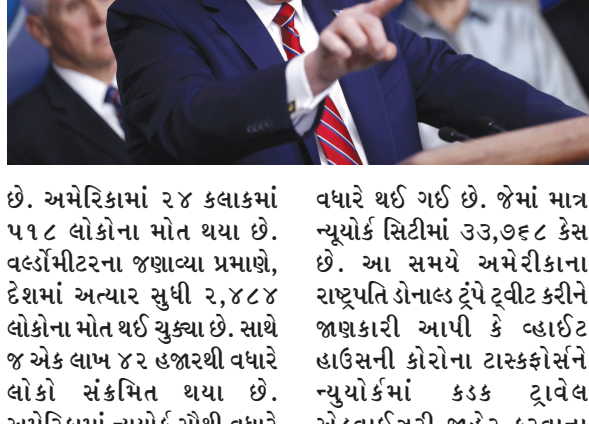 છે. અમેરિકામાં ૨૪ કલાકમાં
૫૧૮ લોકોના મોત થયા છે.
વર્લ્ડોમીટરના જણાવ્યા પ્રમાણે,
દેશમાં અત્યાર સુધી ૨,૪૮૪
લોકોના મોત થઈ ચુક્યા છે. સાથે
જ એક લાખ ૪૨ હજારથી વધારે
લોકો સંક્રમિત થયા છે.
વધારે થઈ ગઈ છે. જેમાં માત્ર
ન્યૂયોર્ક સિટીમાં ૩૩,૭૬૮ કેસ
છે. આ સમયે અમેરીકાના
રાષ્ટ્રપતિ ડોનાલ્ડ ટ્રંપે ટ્વીટ કરીને
જાણકારી આપી કે વ્હાઈટ
હાઉસની કોરોના ટાસ્કફોર્સને
ન્યુયોર્કમાં કડક ટ્રાવેલ